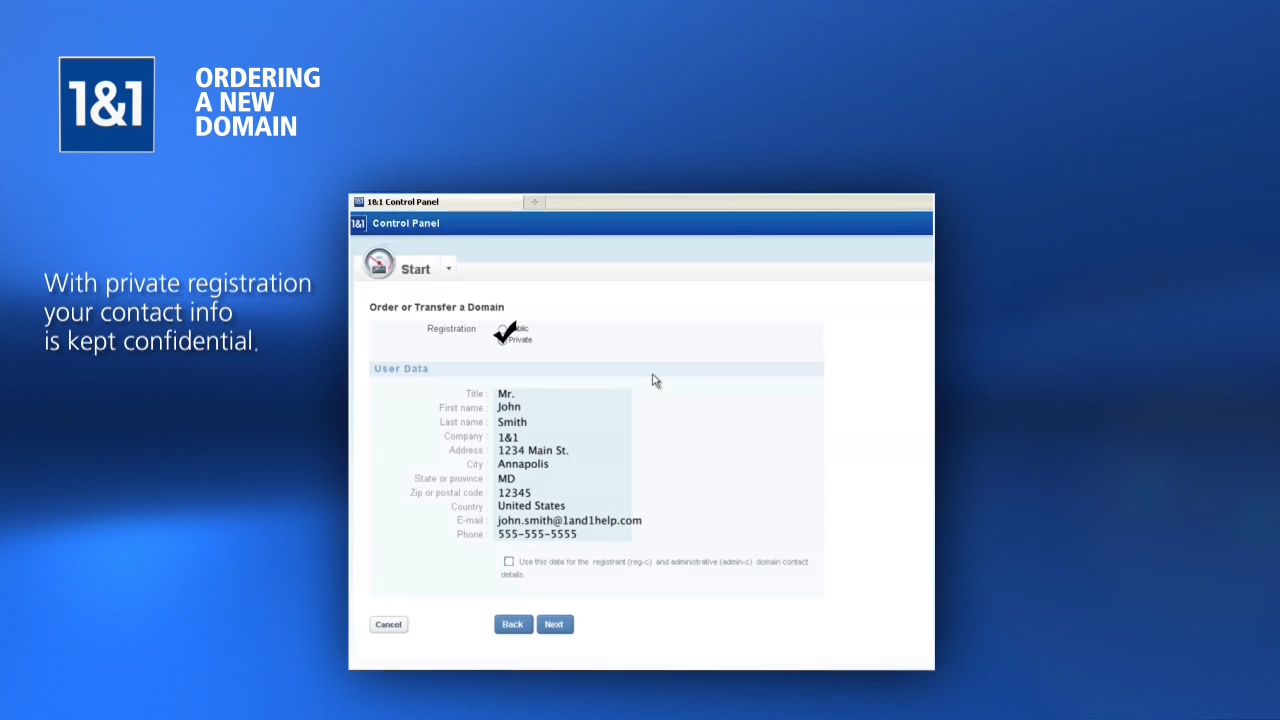 1&1
ORDERING
A NEW
DOMAIN
With private registration
your contact info
is kept confidential.
1&1 Control Panel
1&1 Control Panel
Start
Order or Transfer a Domain
Registration
Private
User Data
Title : Mr.
First name : John
Last name : Smith
Company : 1&1
Address : 1234 Main St.
City : Annapolis
State or province MD
Zip or postal code : 12345
Country United States
E-mail : john.smith@1and1help.com
Phone 555-555-5555
Use this data for the registrant (reg-c) and administrative (admin-c) domain contact
details.
Cancel Back Next